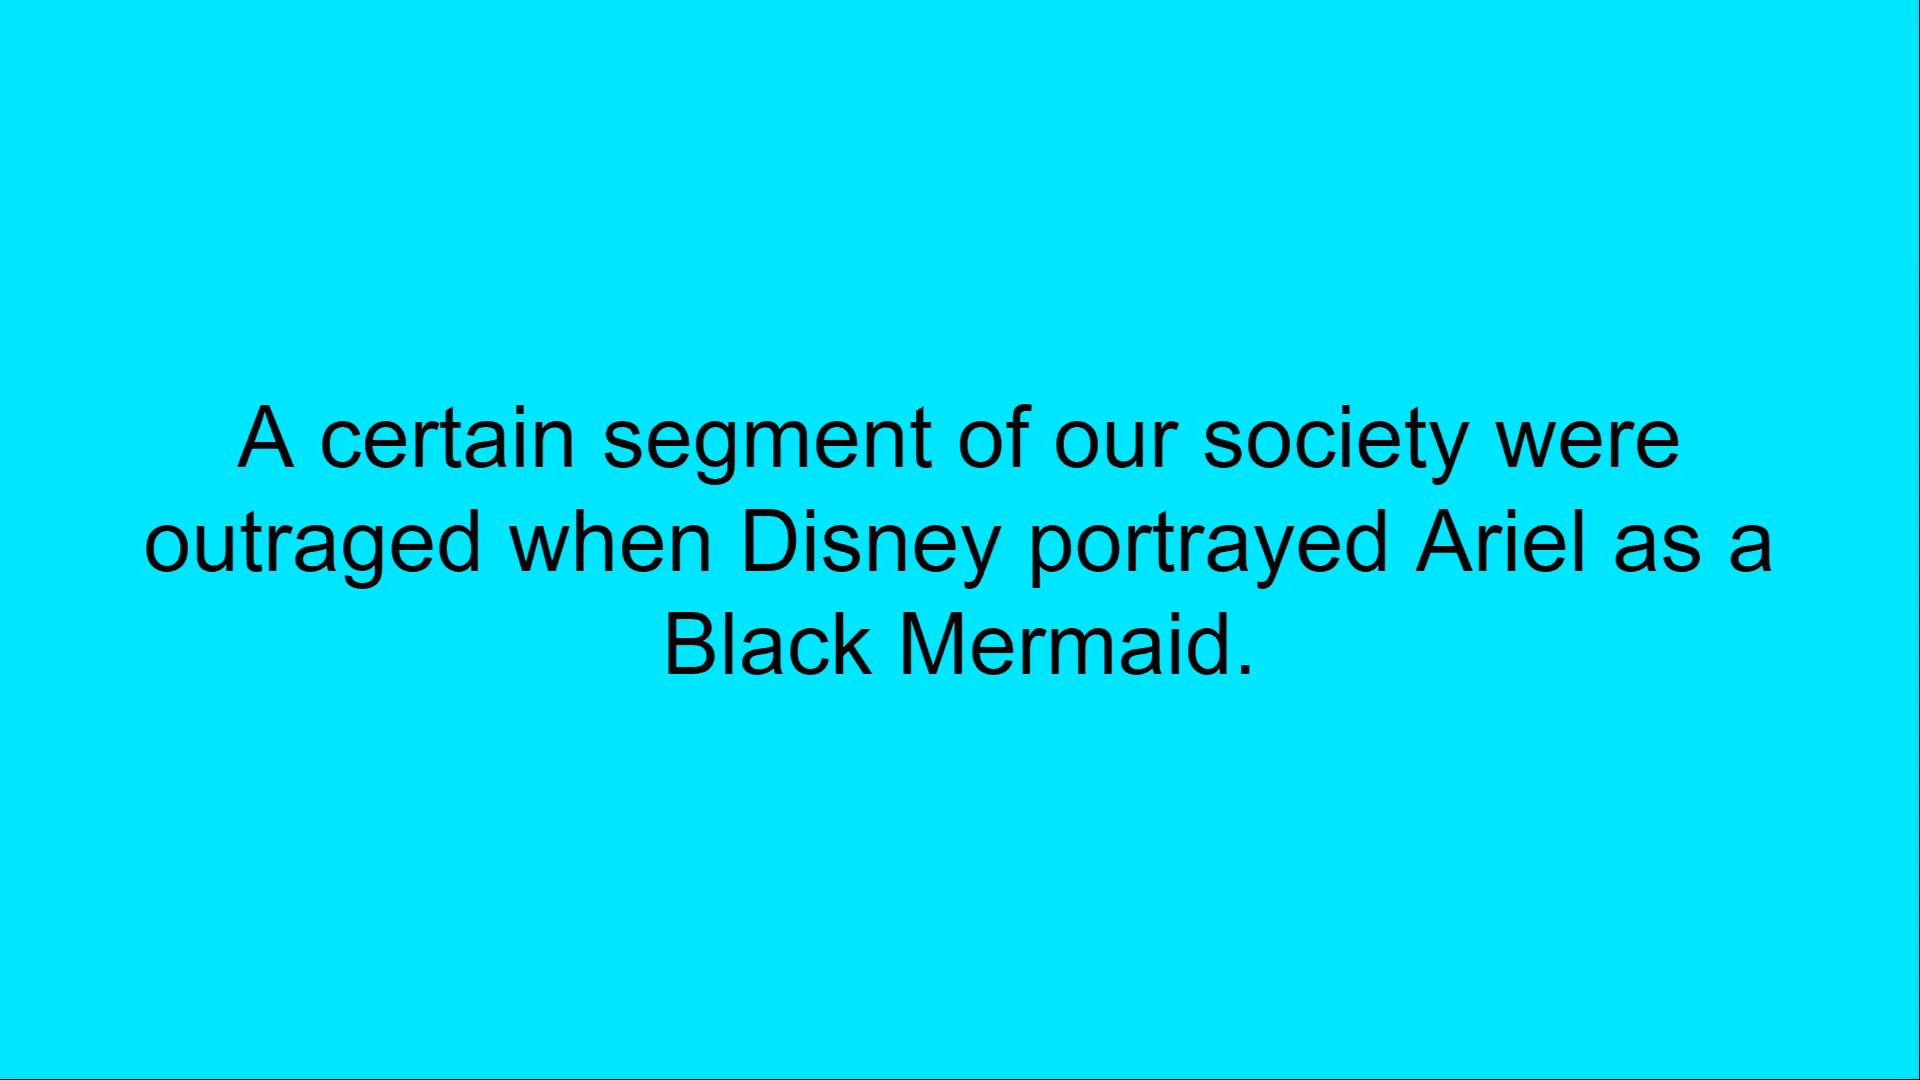 A certain segment of our society were
outraged when Disney portrayed Ariel as a
Black Mermaid.